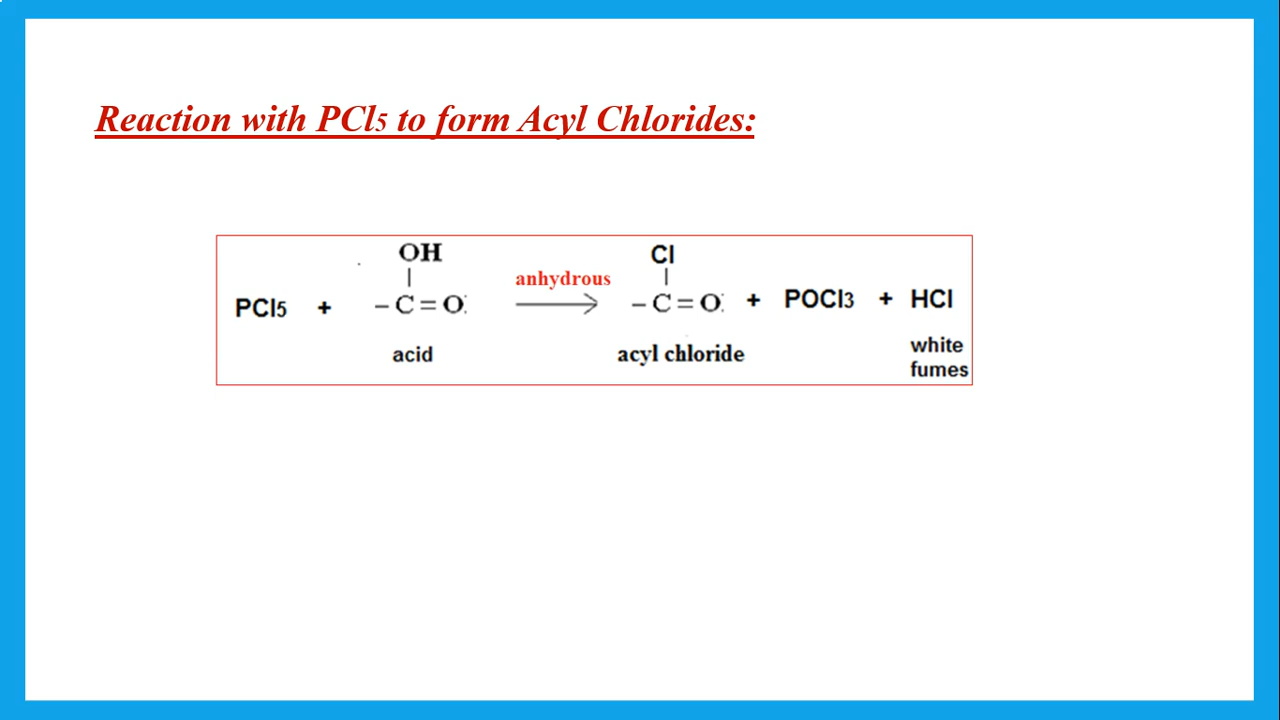 Reaction with PCl5 to form Acyl Chlorides:
OH Cl
| anhydrous |
PCl5 + – C = O ⟶ – C = O + POCl3 + HCl
acid acyl chloride white
fumes